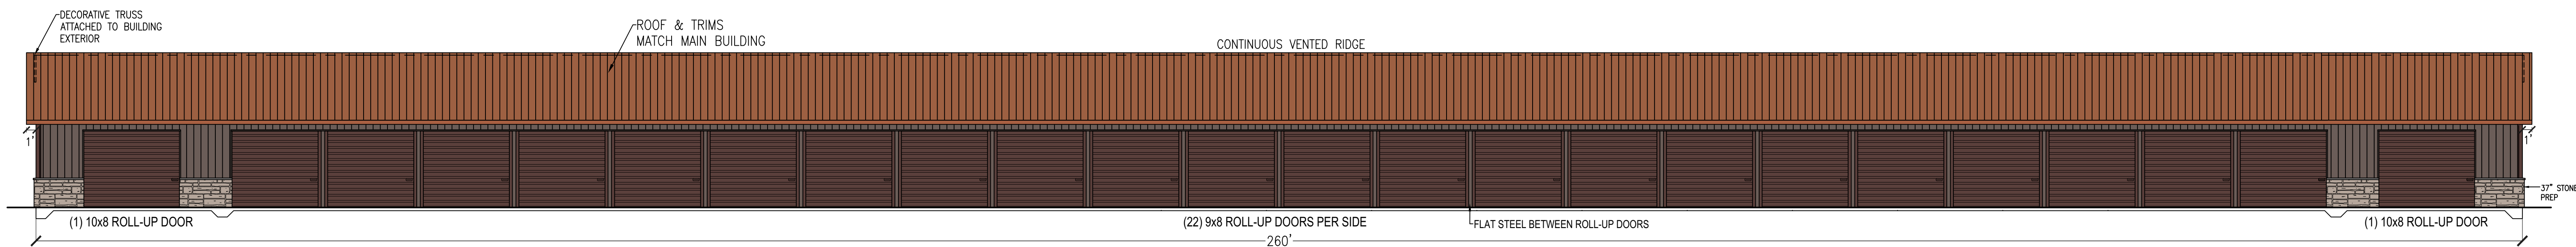 DECORATIVE TRUSS
ATTACHED TO BUILDING
EXTERIOR
ROOF & TRIMS
MATCH MAIN BUILDING
CONTINUOUS VENTED RIDGE
1'
1'
37" STONE
PREP
(1) 10x8 ROLL-UP DOOR
(22) 9x8 ROLL-UP DOORS PER SIDE
FLAT STEEL BETWEEN ROLL-UP DOORS
(1) 10x8 ROLL-UP DOOR
260'